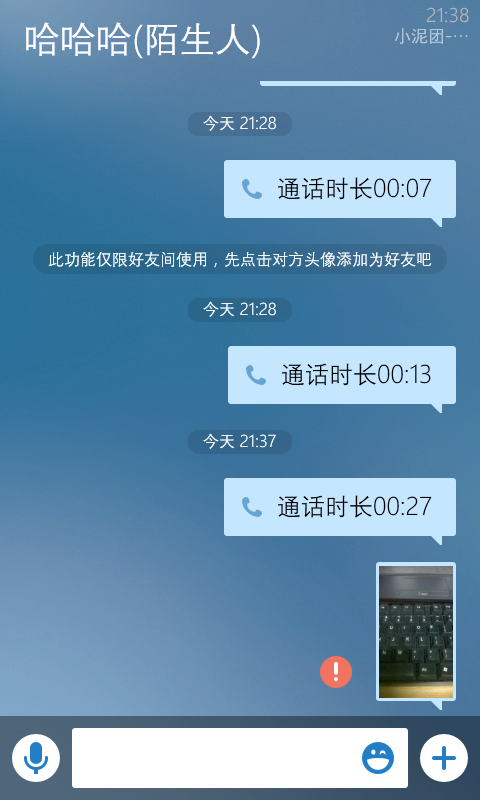 21:38
哈哈哈(陌生人)
小泥团-…
今天 21:28
通话时长00:07
此功能仅限好友间使用，先点击对方头像添加为好友吧
今天 21:28
通话时长00:13
今天 21:37
通话时长00:27